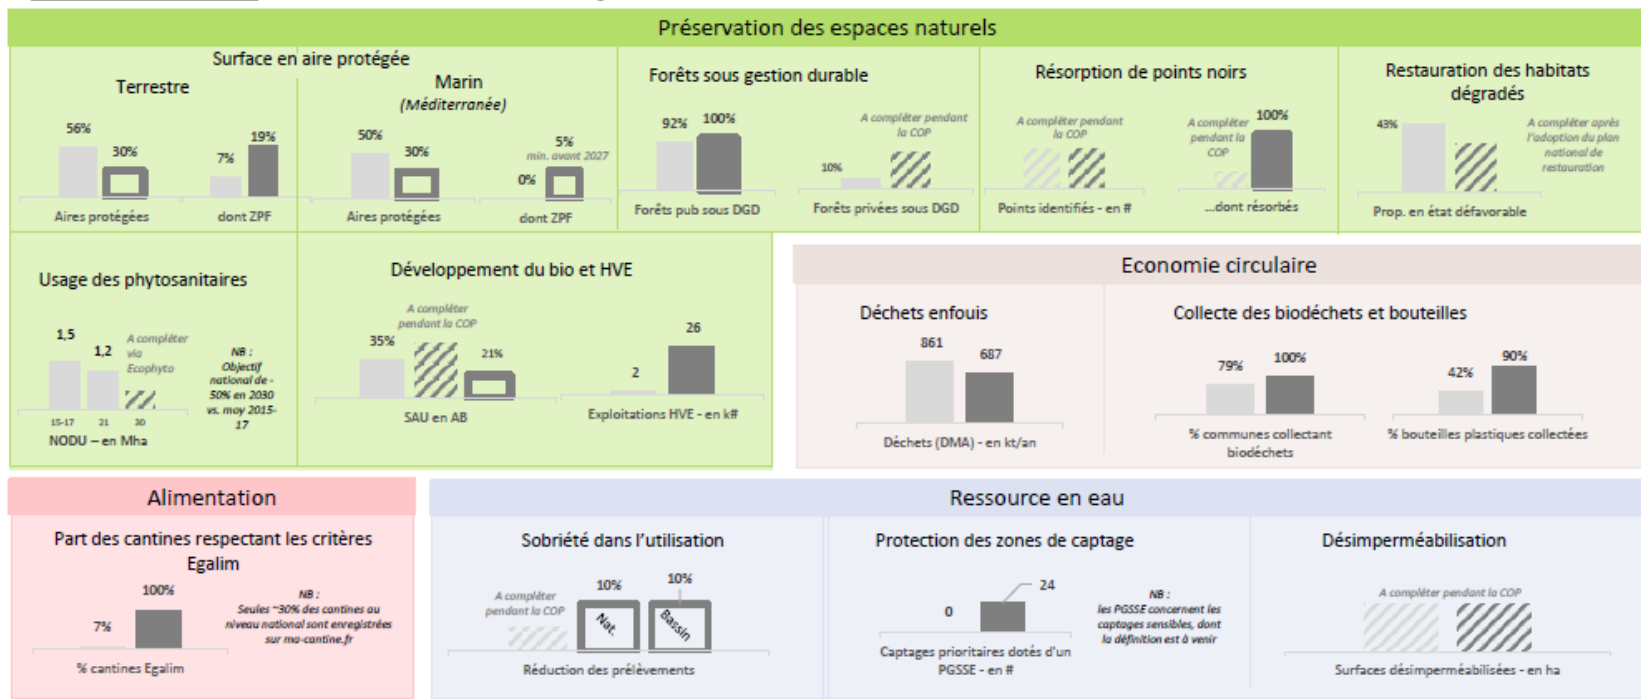 Préservation des espaces naturels
Surface en aire protégée
Terrestre
56%
30%
Aires protégées
7%
19%
dont ZPF
Marin
(Méditerranée)
50%
30%
Aires protégées
0%
5%
min. avant 2027
dont ZPF
Forêts sous gestion durable
92%
100%
Forêts pub sous DGD
A compléter pendant
la COP
10%
Forêts privées sous DGD
Résorption de points noirs
A compléter pendant
la COP
Points identifiés - en #
A compléter
pendant la
COP
100%
...dont résorbés
Restauration des habitats
dégradés
43%
A compléter après
l'adoption du plan
national de
restauration
Prop. en état défavorable
Usage des phytosanitaires
1,5
1,2
A compléter
via
Ecophyto
15-17
21
30
NODU – en Mha
NB :
Objectif
national de -
50% en 2030
vs. moy 2015-
17
Développement du bio et HVE
A compléter
pendant la COP
35%
21%
SAU en AB
2
26
Exploitations HVE - en k#
Economie circulaire
Déchets enfouis
861
687
Déchets (DMA) - en kt/an
Collecte des biodéchets et bouteilles
79%
100%
% communes collectant
biodéchets
42%
90%
% bouteilles plastiques collectées
Alimentation
Part des cantines respectant les critères
Egalim
7%
100%
% cantines Egalim
NB :
Seules ~30% des cantines au
niveau national sont enregistrées
sur ma-cantine.fr
Ressource en eau
Sobriété dans l'utilisation
A compléter
pendant la COP
10%
Nat.
10%
Bassin
Réduction des prélèvements
Protection des zones de captage
0
24
Captages prioritaires dotés d'un
PGSSE - en #
NB :
les PGSSE concernent les
captages sensibles, dont
la définition est à venir
Désimperméabilisation
A compléter pendant la COP
Surfaces désimperméabilisées - en ha